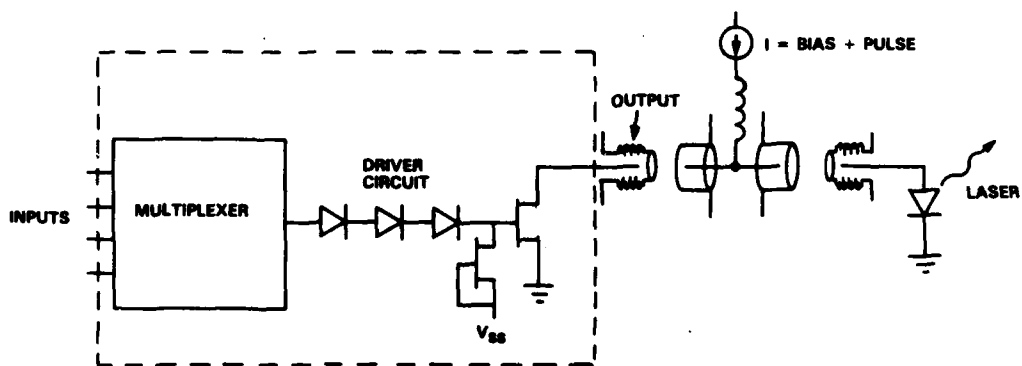 I = BIAS + PULSE
OUTPUT
DRIVER
CIRCUIT
INPUTS
MULTIPLEXER
LASER
VSS